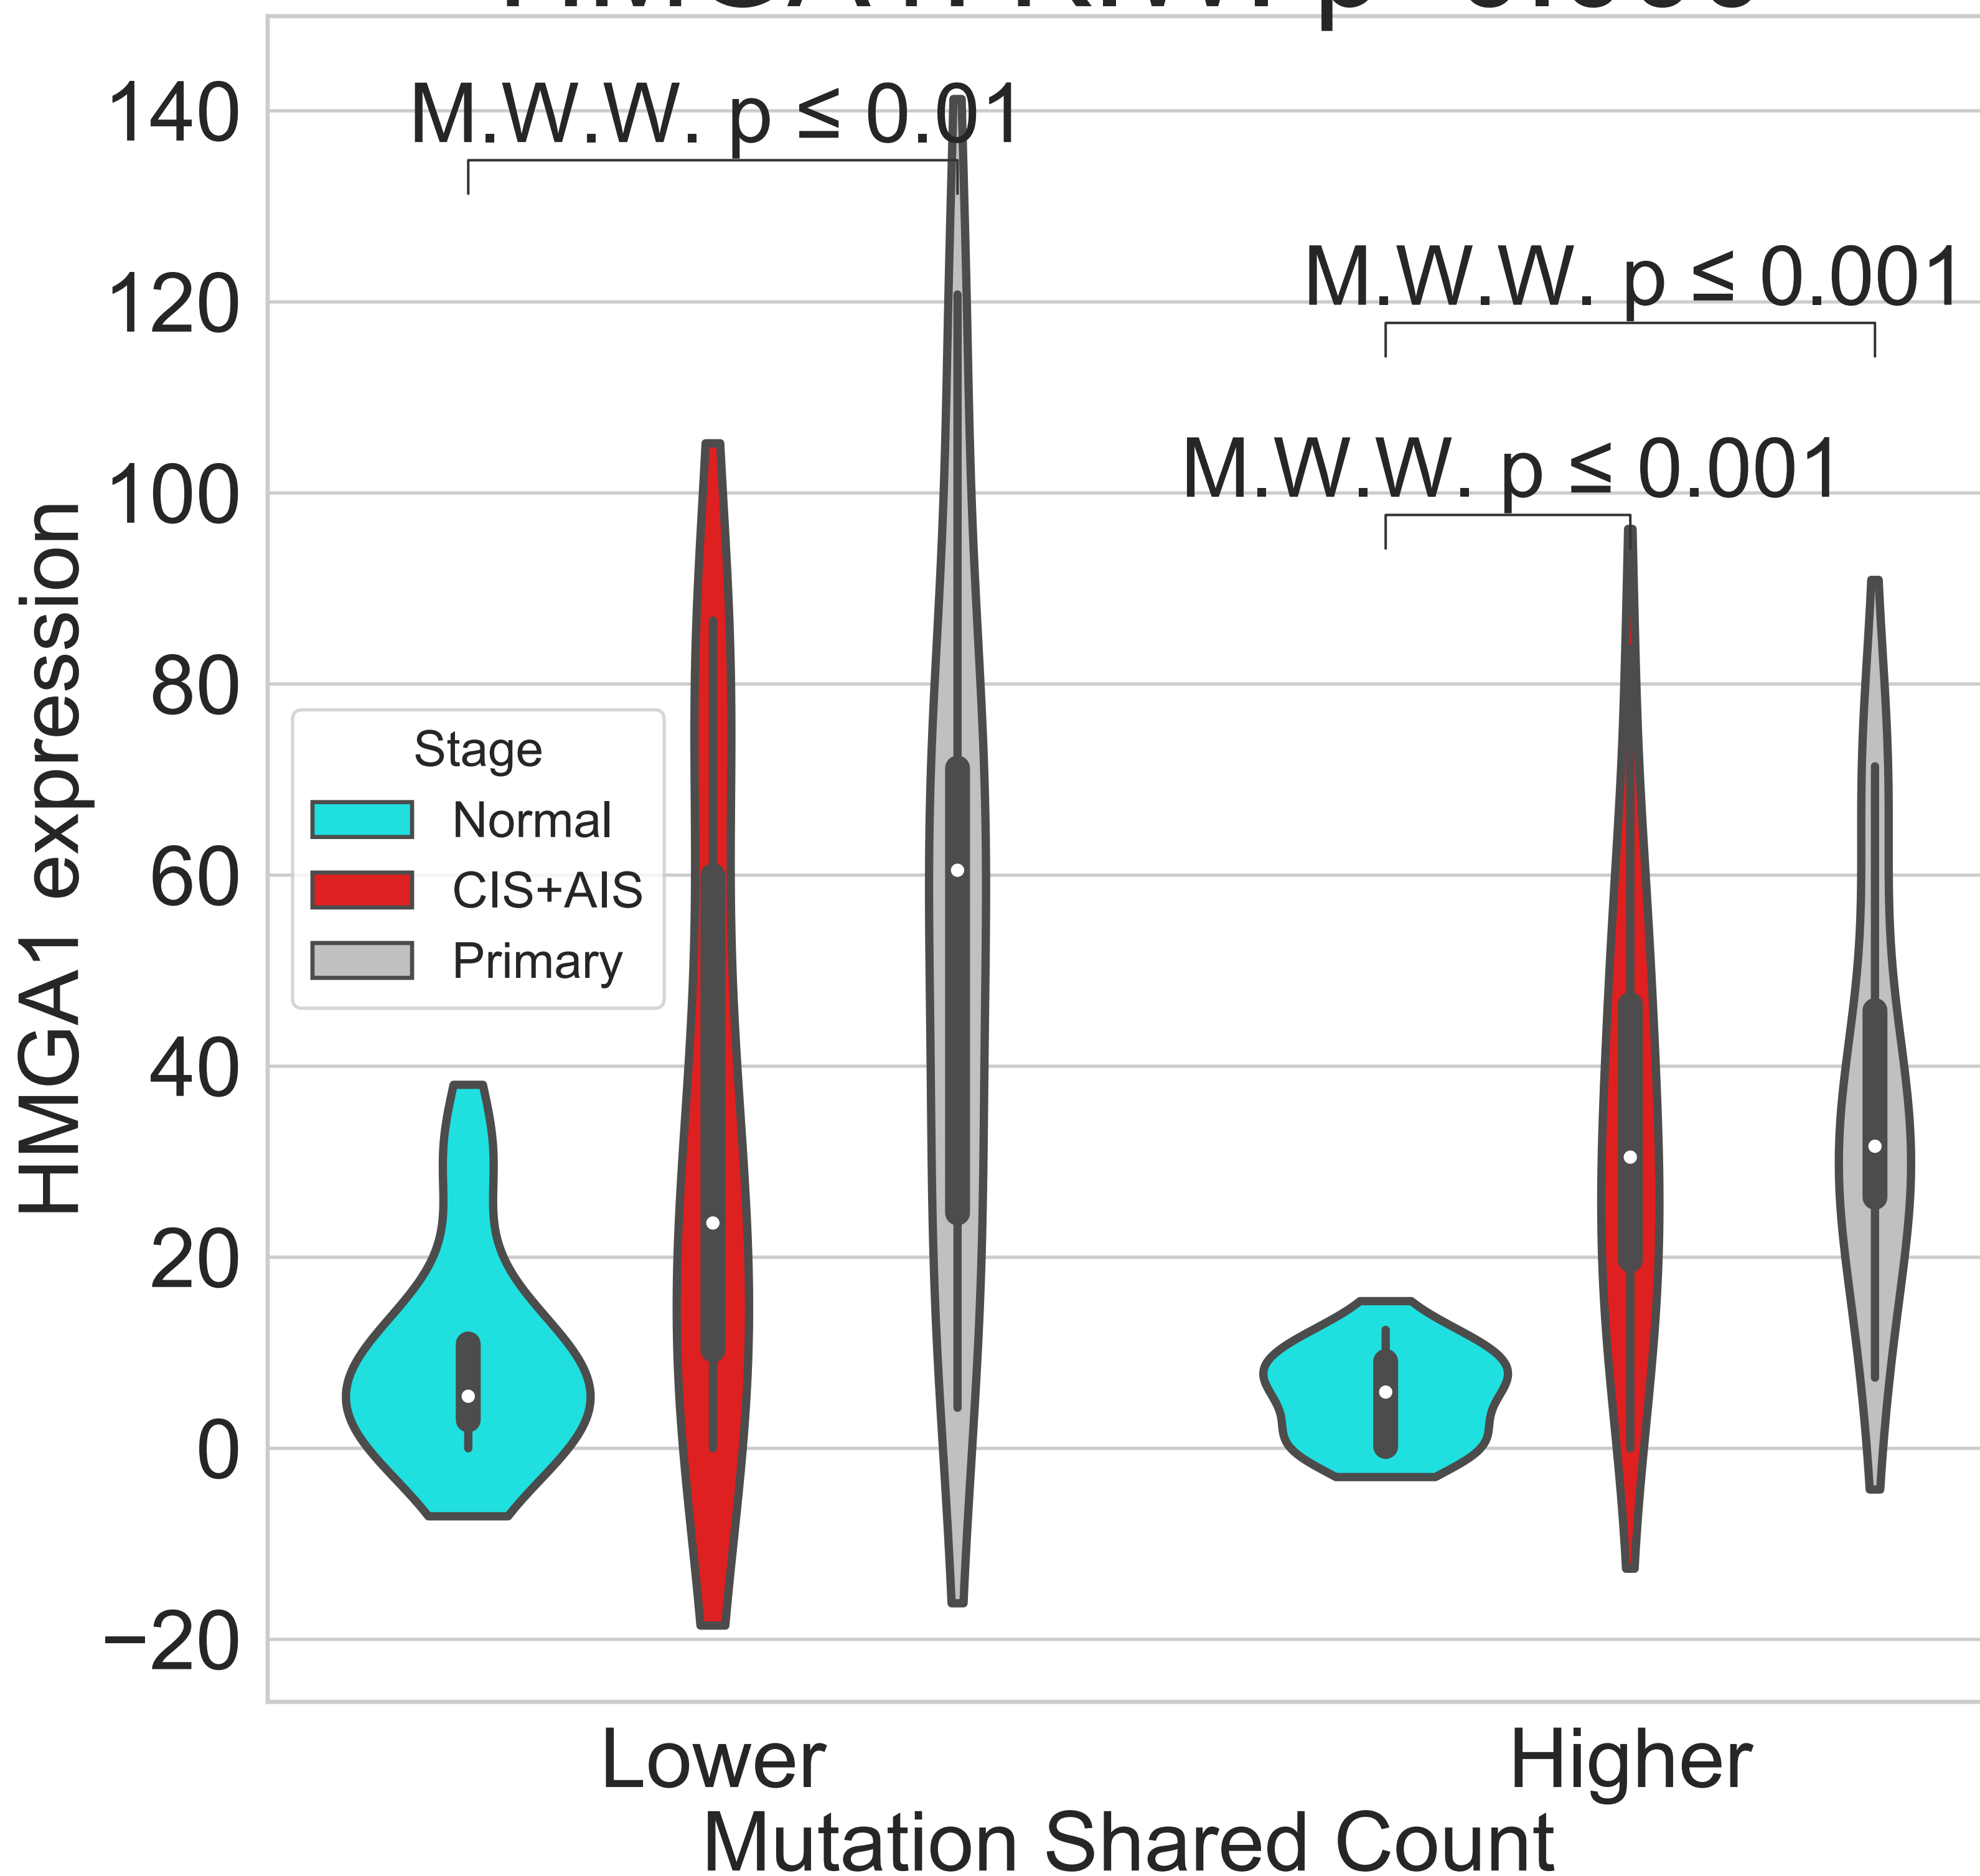 M.W.W. p ≤ 0.01
M.W.W. p ≤ 0.001
M.W.W. p ≤ 0.001
140
120
100
80
60
40
20
0
−20
HMGA1 expression
Stage
Normal
CIS+AIS
Primary
Lower
Higher
Mutation Shared Count